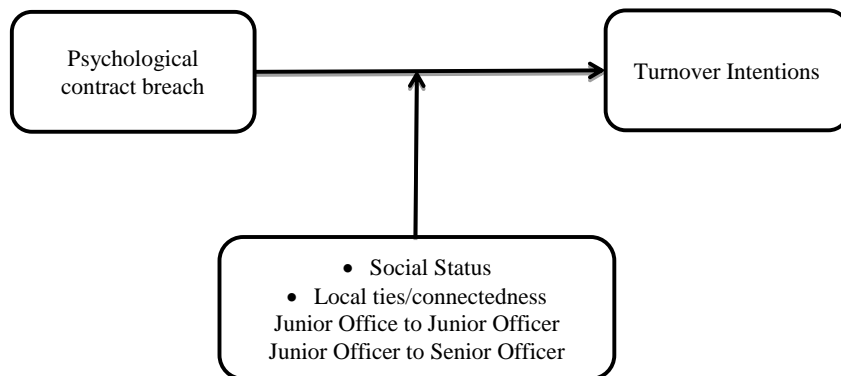 Psychological
contract breach
Turnover Intentions
• Social Status
• Local ties/connectedness
Junior Office to Junior Officer
Junior Officer to Senior Officer